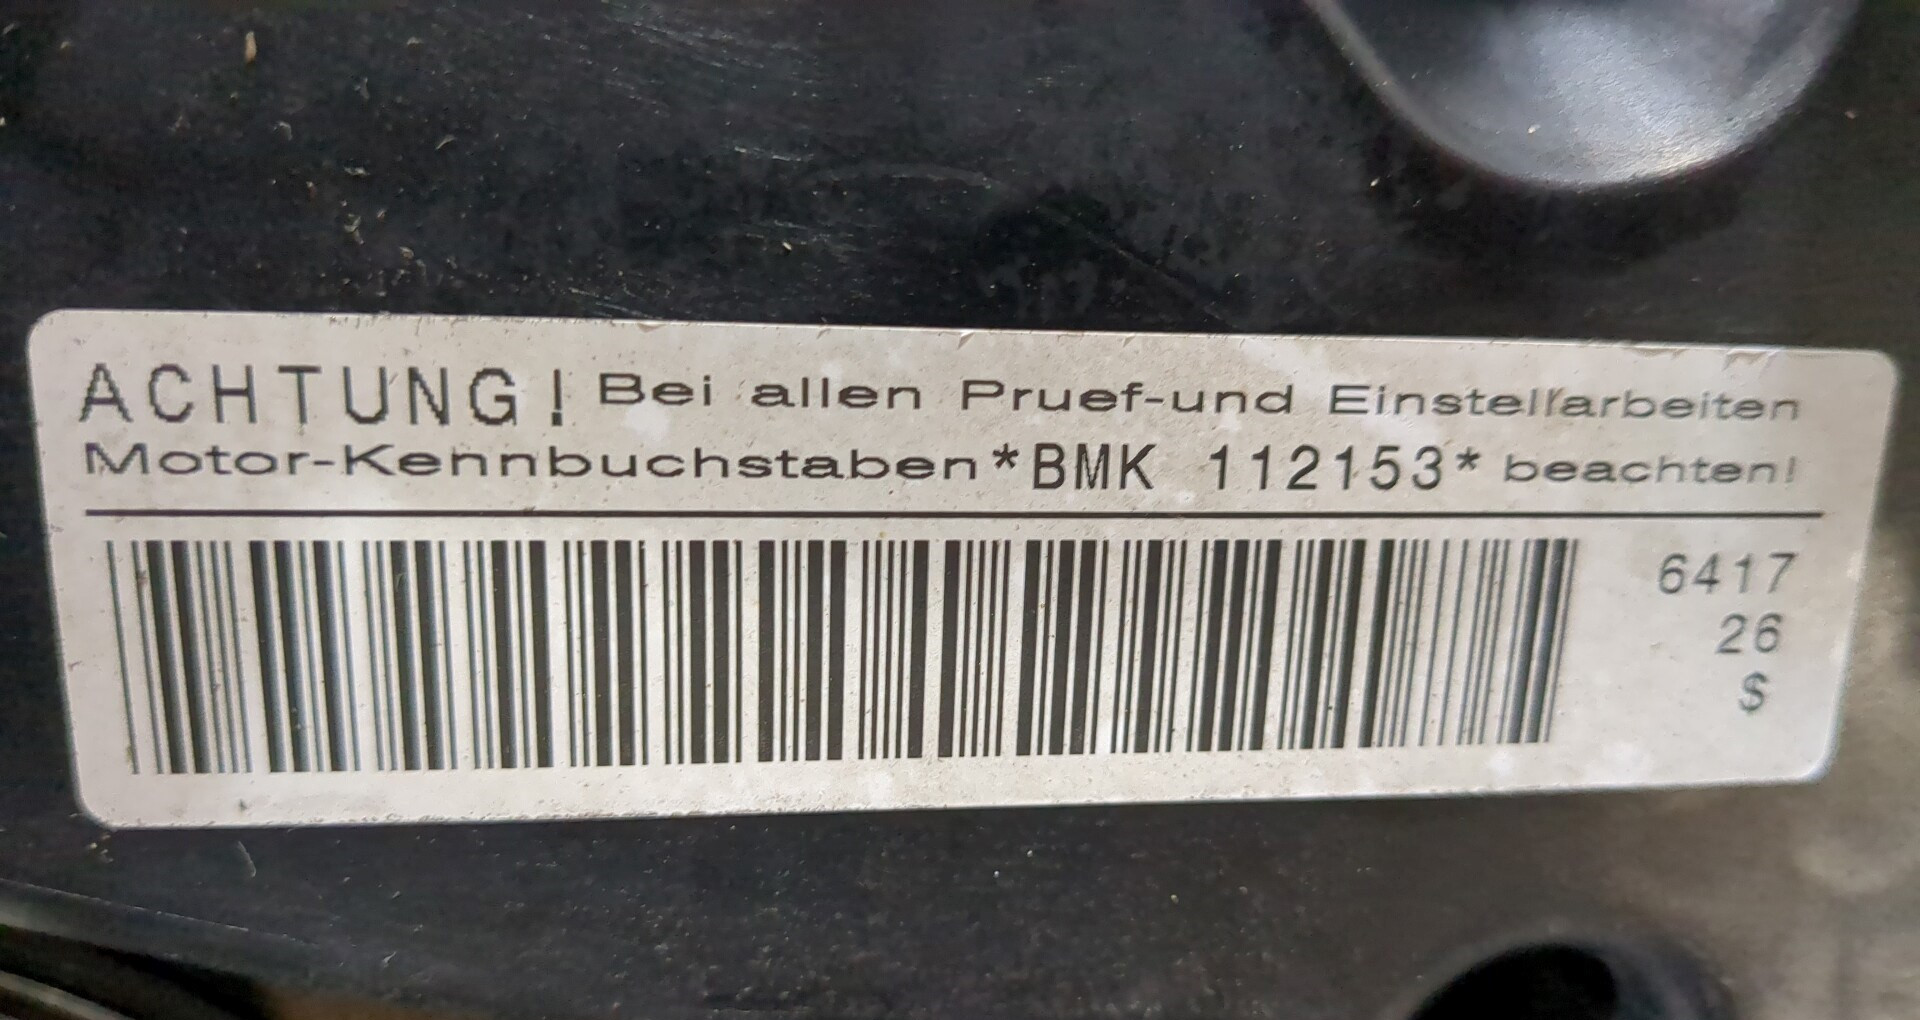 ACHTUNG! Bei allen Pruef-und Einstellarbeiten
Motor-Kennbuchstaben *BMK 112153* beachten!
6417
26
$